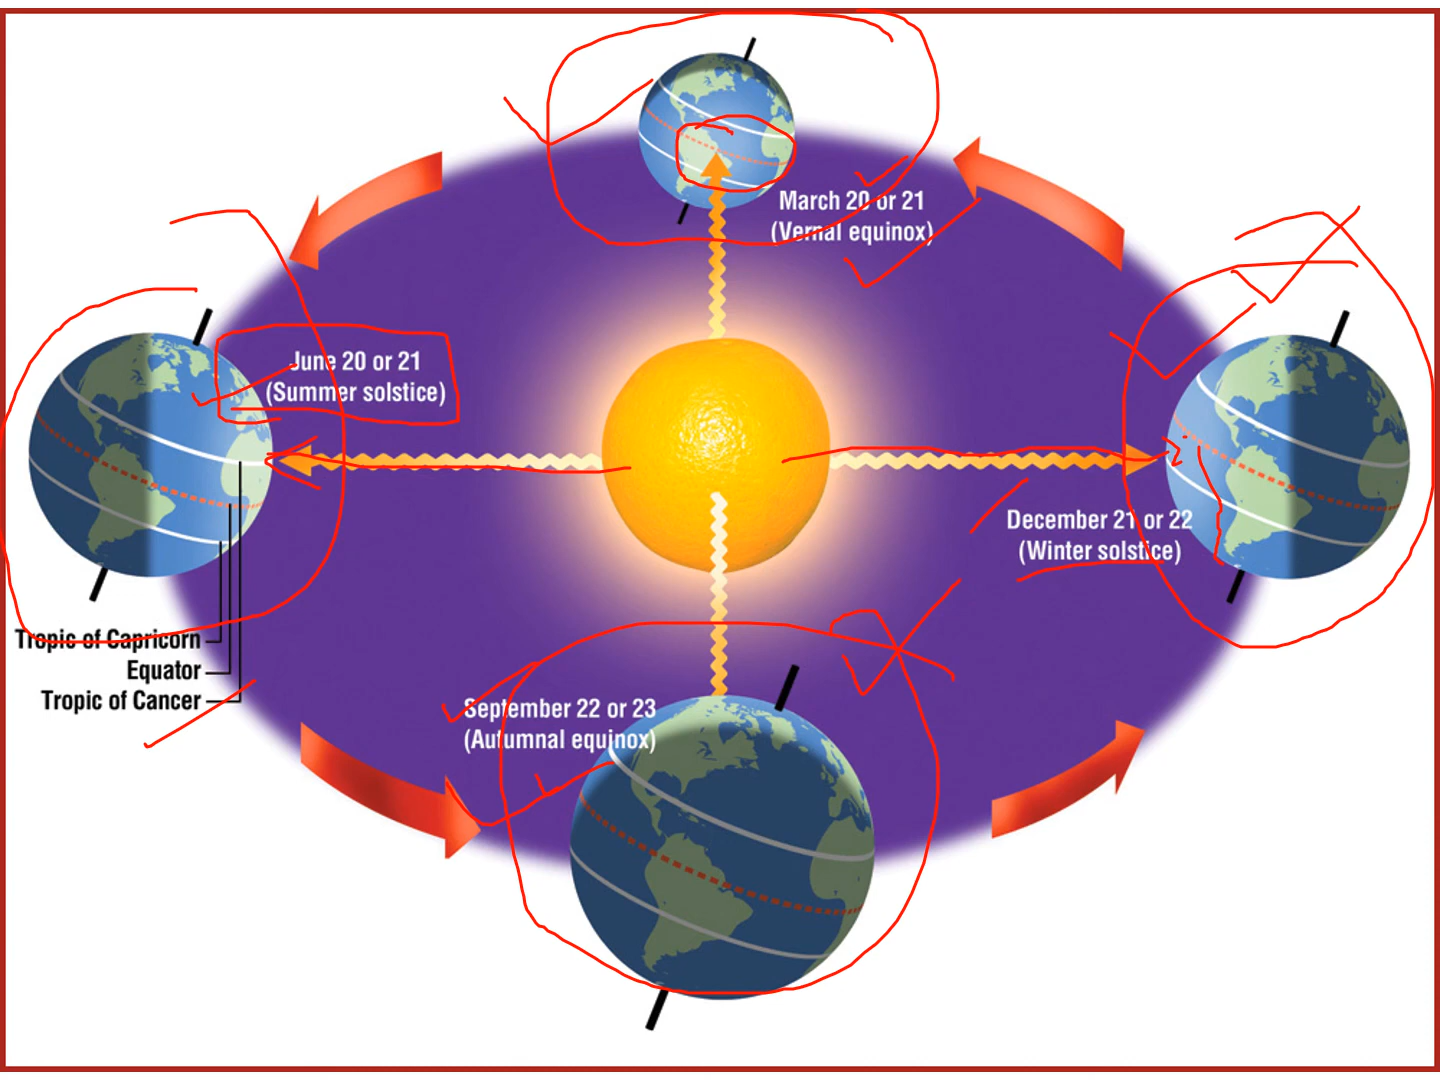 March 20 or 21
(Vernal equinox)
June 20 or 21
(Summer solstice)
December 21 or 22
(Winter solstice)
Tropic of Capricorn
Equator
Tropic of Cancer
September 22 or 23
(Autumnal equinox)